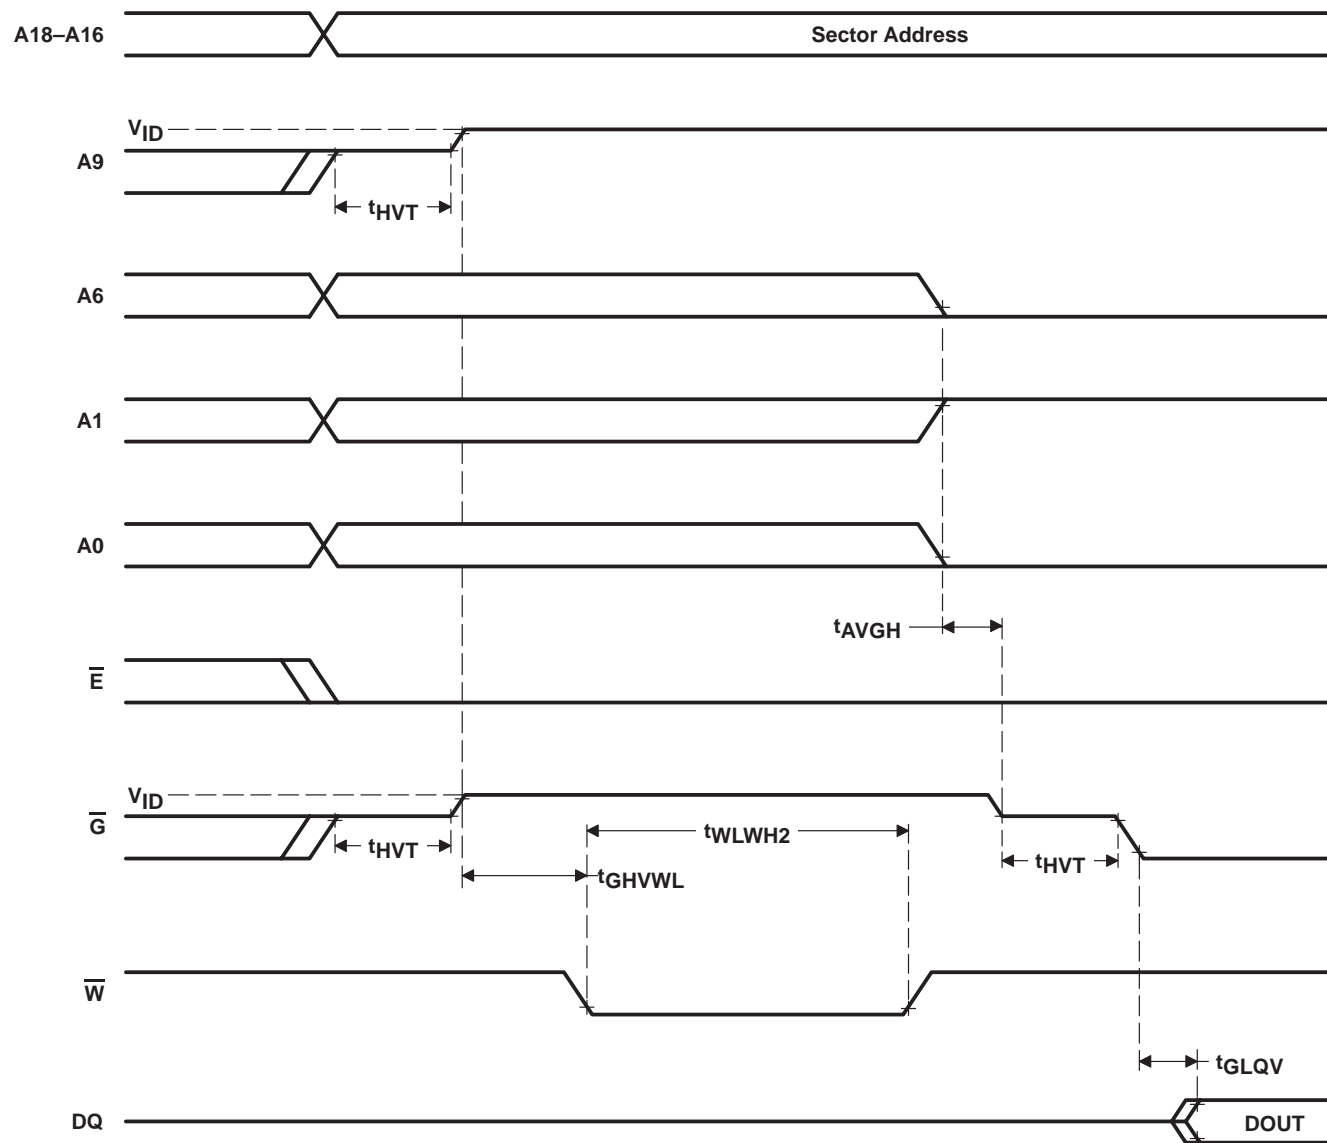 A18–A16
Sector Address
VID
A9
tHVT
A6
A1
A0
tAVGH
E
VID
G
tHVT
tWLWH2
tHVT
tGHVWL
W
tGLQV
DQ
DOUT